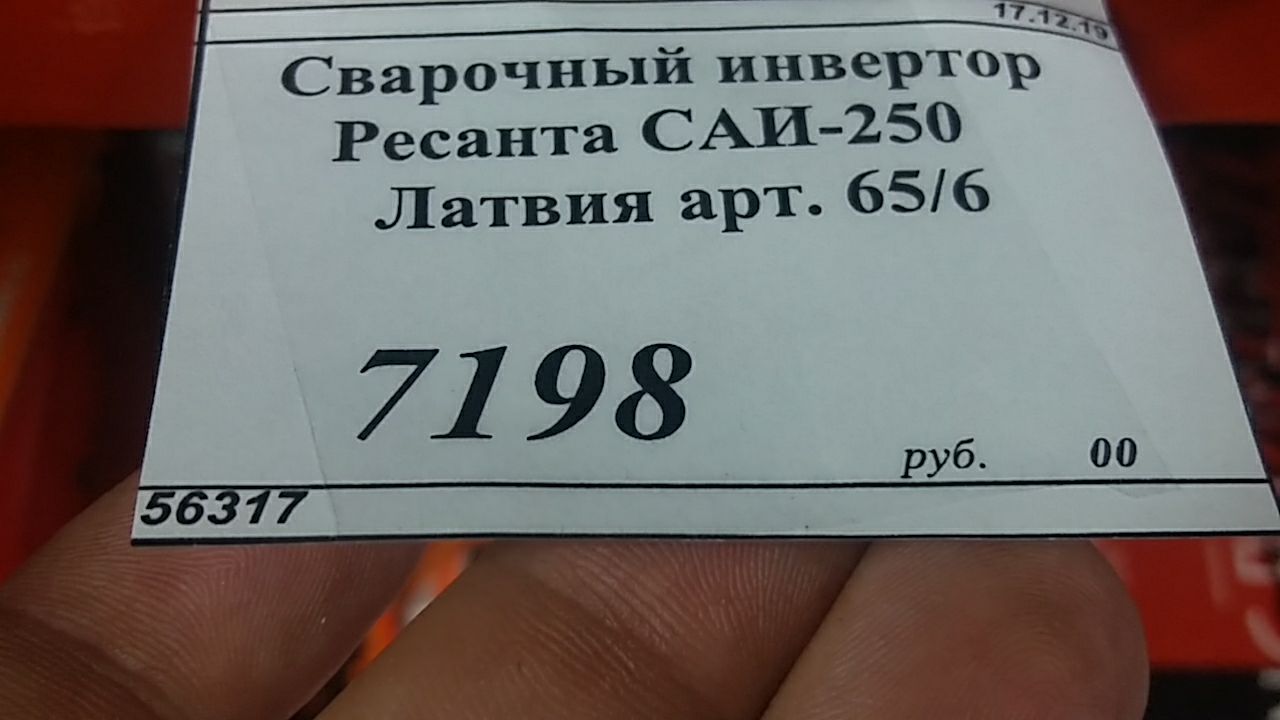 17.12.19
Сварочный инвертор
Ресанта САИ-250
Латвия арт. 65/6
7198
руб. 00
56317